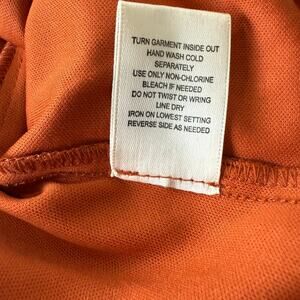 TURN GARMENT INSIDE OUT
HAND WASH COLD
SEPARATELY
USE ONLY NON-CHLORINE
BLEACH IF NEEDED
DO NOT TWIST OR WRING
LINE DRY
IRON ON LOWEST SETTING
REVERSE SIDE AS NEEDED